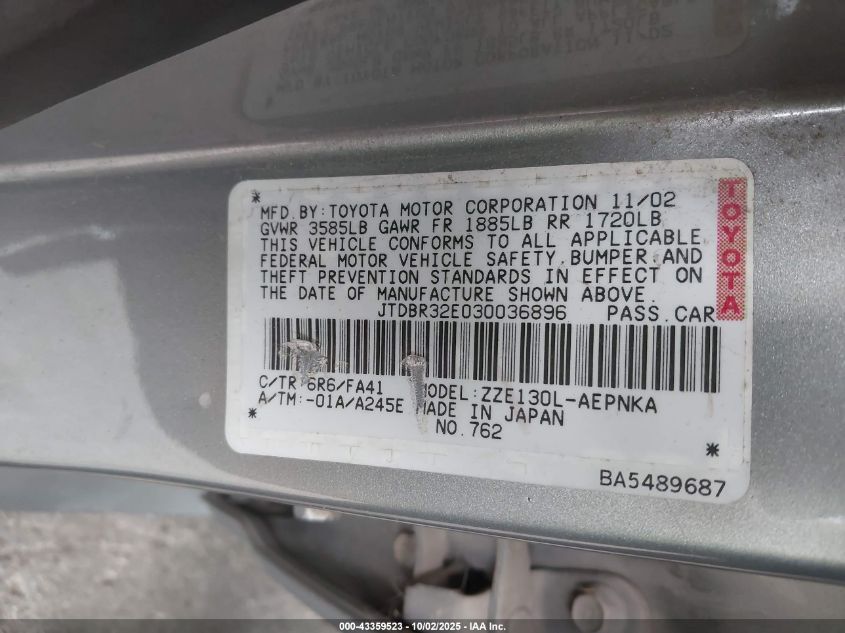 MFD. BY: TOYOTA MOTOR CORPORATION 11/02
GVWR 3585LB GAWR FR 1885LB RR 1720LB
THIS VEHICLE CONFORMS TO ALL APPLICABLE
FEDERAL MOTOR VEHICLE SAFETY, BUMPER, AND
THEFT PREVENTION STANDARDS IN EFFECT ON
THE DATE OF MANUFACTURE SHOWN ABOVE.
JTDBR32E030036896 PASS. CAR
TOYOTA
C/TR: 6R6/FA41 MODEL: ZZE130L-AEPNKA
A/TM: -01A/A245E MADE IN JAPAN
NO. 762
BA5489687
000-43359523 - 10/02/2025 - IAA Inc.